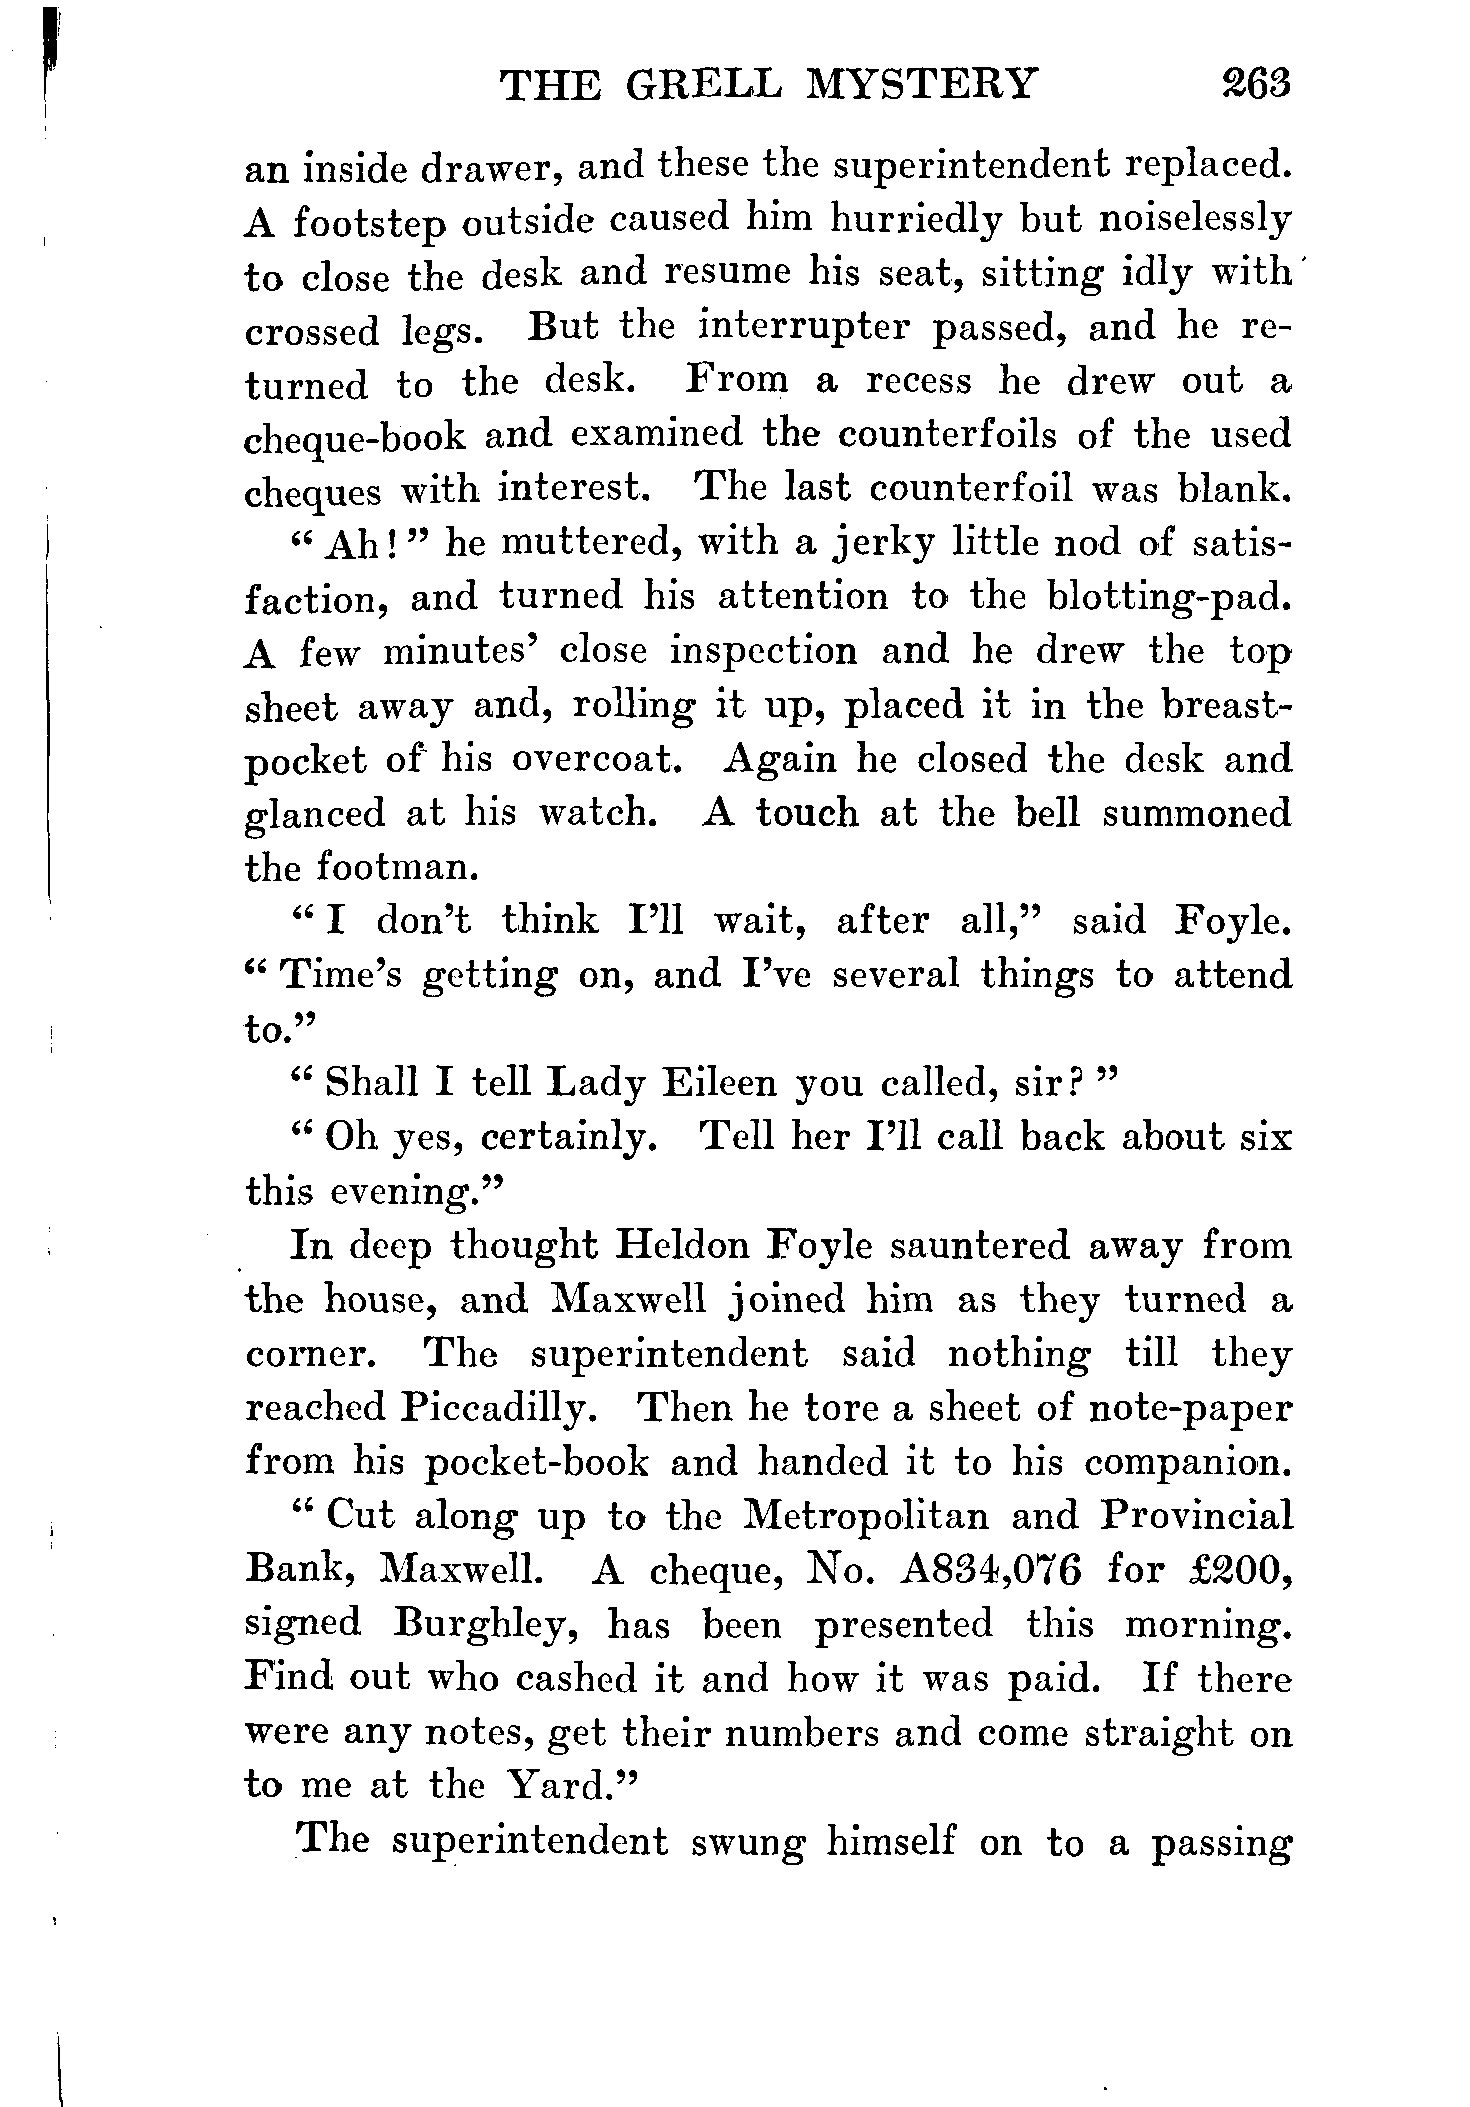 THE GRELL MYSTERY 263
an inside drawer, and these the superintendent replaced.
A footstep outside caused him hurriedly but noiselessly
to close the desk and resume his seat, sitting idly with
crossed legs. But the interrupter passed, and he re-
turned to the desk. From a recess he drew out a
cheque-book and examined the counterfoils of the used
cheques with interest. The last counterfoil was blank.
“ Ah! ” he muttered, with a jerky little nod of satis-
faction, and turned his attention to the blotting-pad.
A few minutes’ close inspection and he drew the top
sheet away and, rolling it up, placed it in the breast-
pocket of his overcoat. Again he closed the desk and
glanced at his watch. A touch at the bell summoned
the footman.
“ I don’t think I’ll wait, after all,” said Foyle.
“ Time’s getting on, and I’ve several things to attend
to.”
“ Shall I tell Lady Eileen you called, sir? ”
“ Oh yes, certainly. Tell her I’ll call back about six
this evening.”
In deep thought Heldon Foyle sauntered away from
the house, and Maxwell joined him as they turned a
corner. The superintendent said nothing till they
reached Piccadilly. Then he tore a sheet of note-paper
from his pocket-book and handed it to his companion.
“ Cut along up to the Metropolitan and Provincial
Bank, Maxwell. A cheque, No. A834,076 for £200,
signed Burghley, has been presented this morning.
Find out who cashed it and how it was paid. If there
were any notes, get their numbers and come straight on
to me at the Yard.”
The superintendent swung himself on to a passing